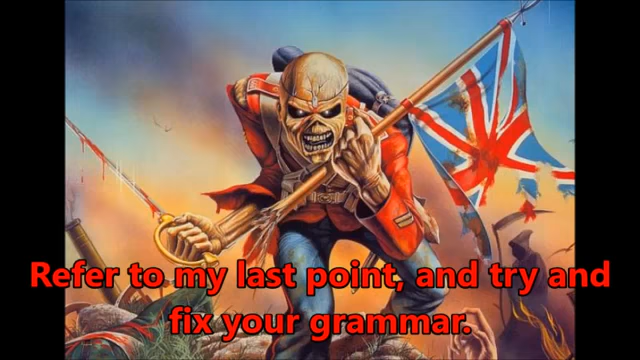 Refer to my last point, and try and
fix your grammar.